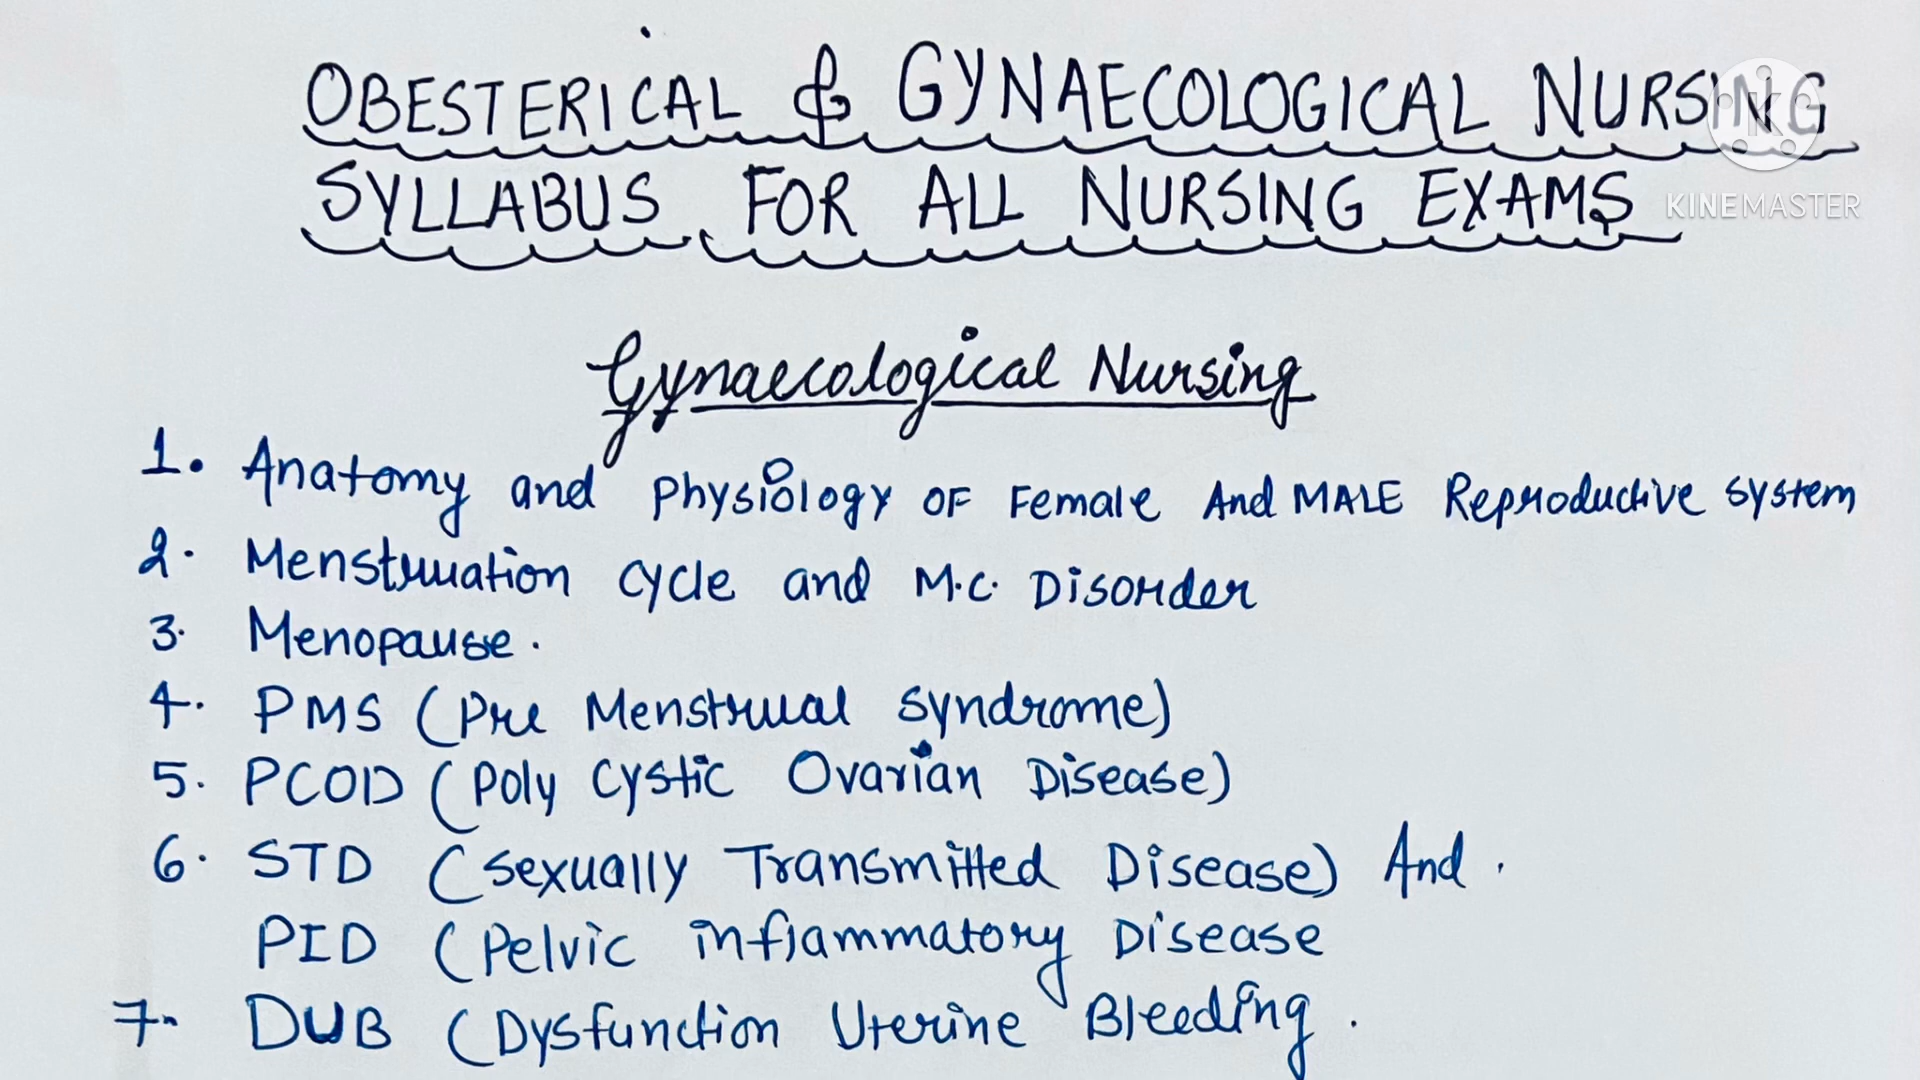 OBESTERICAL & GYNAECOLOGICAL NURSING
SYLLABUS FOR ALL NURSING EXAMS
KINEMASTER
Gynaecological Nursing
1. Anatomy and Physiology OF Female And MALE Reproductive system
2. Menstruation cycle and M.C. Disorder
3. Menopause.
4. PMS (Pre Menstrual syndrome)
5. PCOD (Poly cystic Ovarian Disease)
6. STD (Sexually Transmitted Disease) And.
PID (Pelvic inflammatory Disease
7. DUB (Dysfunction Uterine Bleeding.